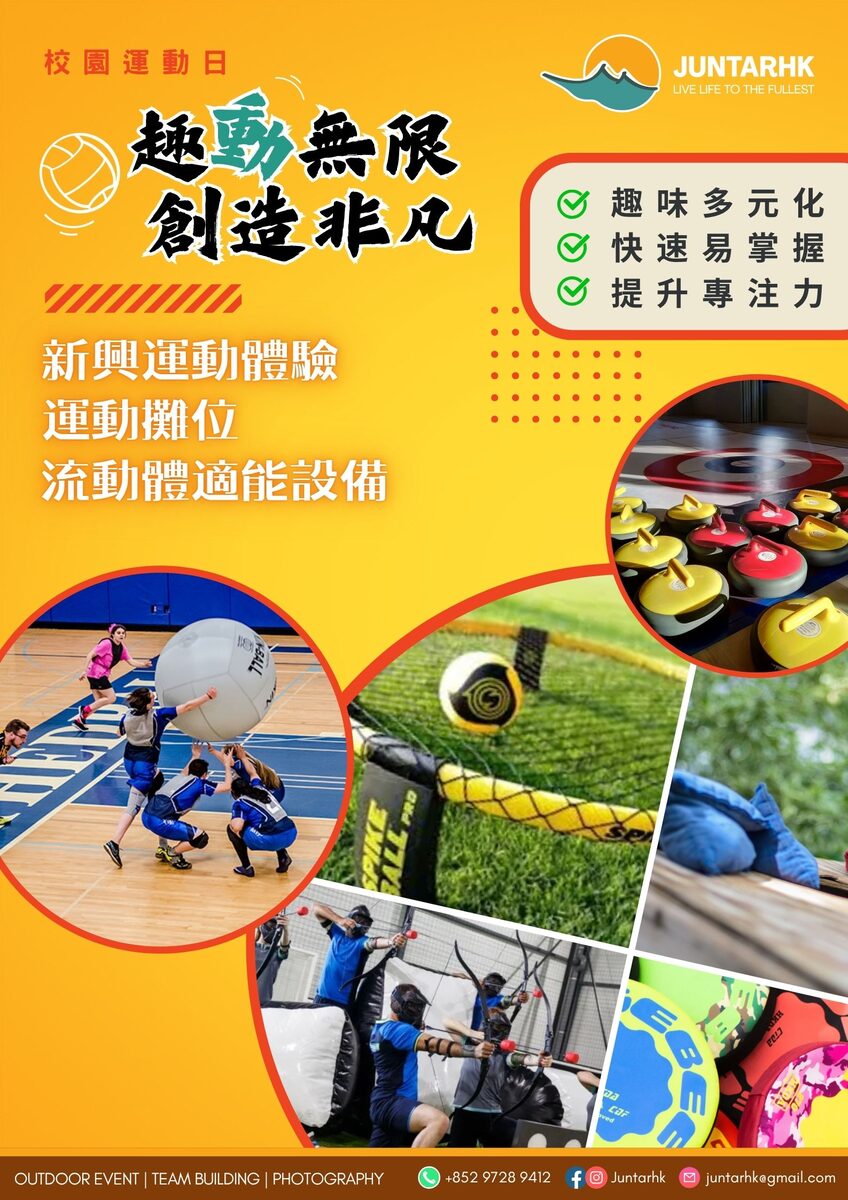 校園運動日
JUNTARHK
LIVE LIFE TO THE FULLEST
趣動無限
創造非凡
趣味多元化
快速易掌握
提升專注力
新興運動體驗
運動攤位
流動體適能設備
SPIKE
BALL PRO
OUTDOOR EVENT | TEAM BUILDING | PHOTOGRAPHY
+852 9728 9412
Juntarhk
juntarhk@gmail.com